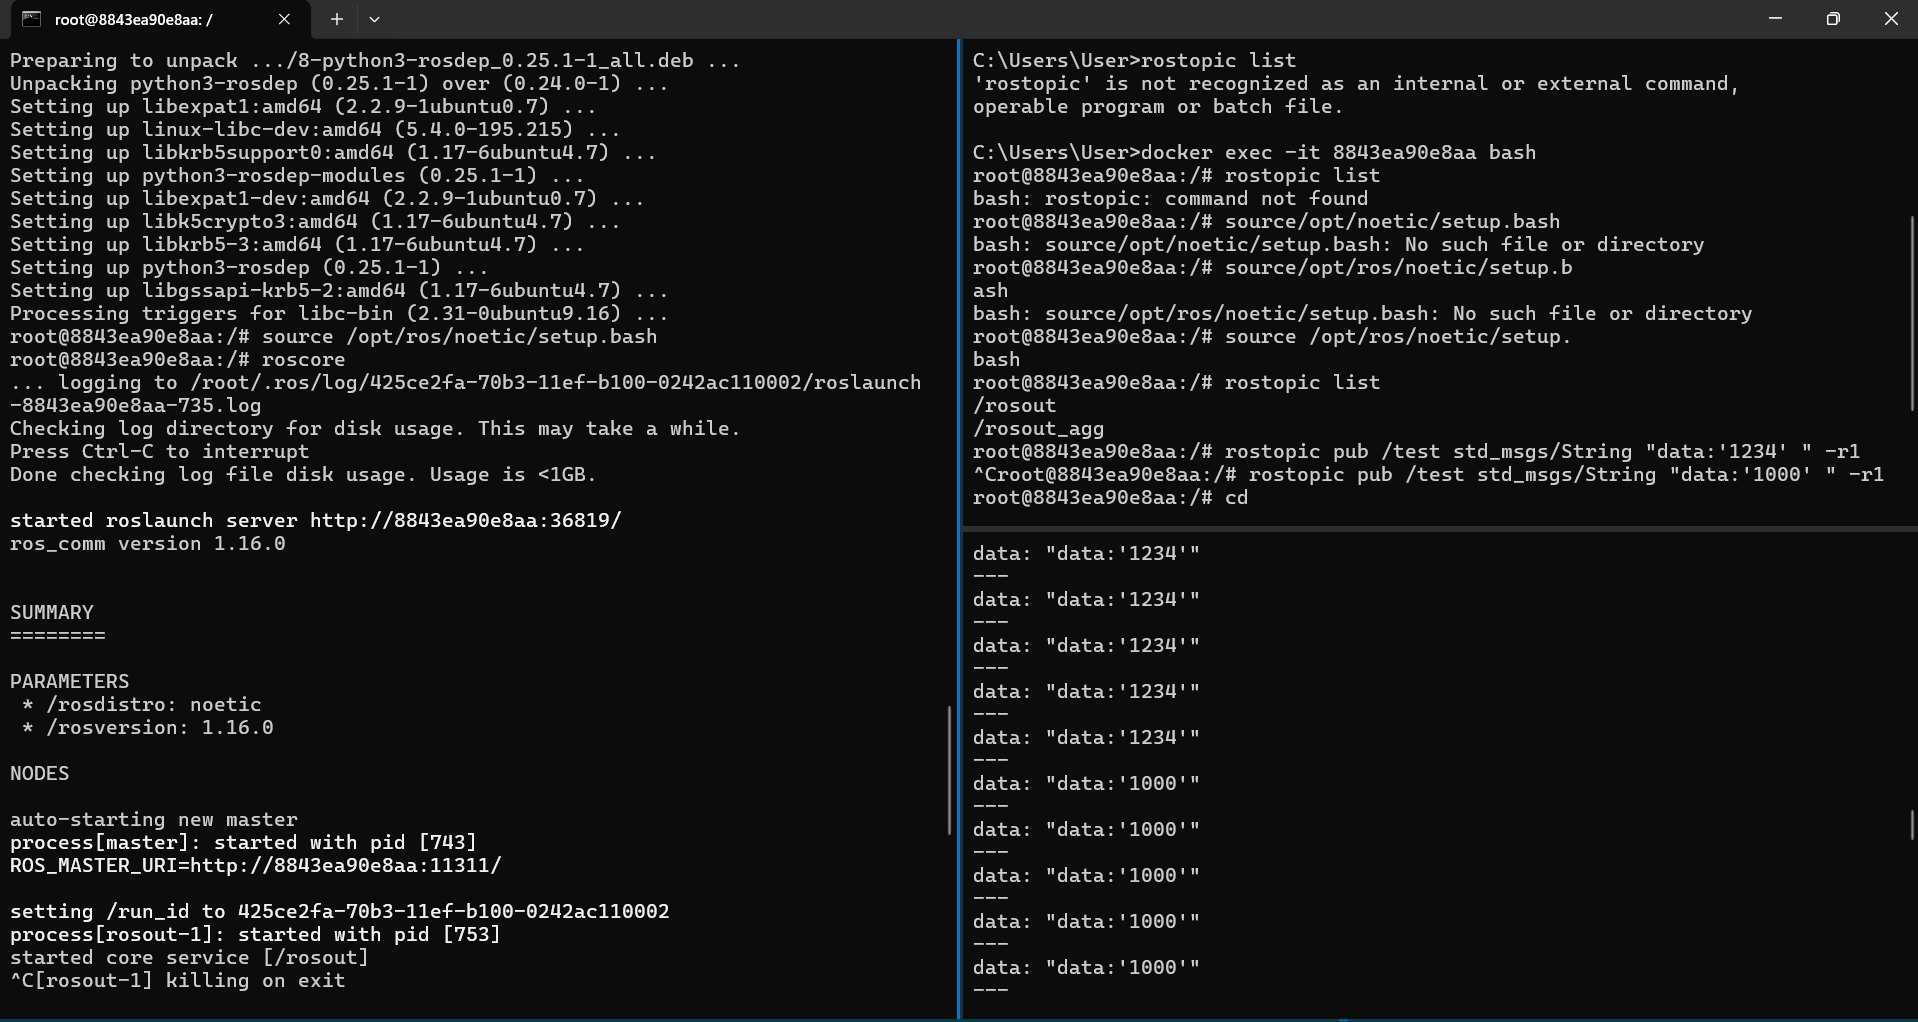 root@8843ea90e8aa: /
Preparing to unpack .../8-python3-rosdep_0.25.1-1_all.deb ...
Unpacking python3-rosdep (0.25.1-1) over (0.24.0-1) ...
Setting up libexpat1:amd64 (2.2.9-1ubuntu0.7) ...
Setting up linux-libc-dev:amd64 (5.4.0-195.215) ...
Setting up libkrb5support0:amd64 (1.17-6ubuntu4.7) ...
Setting up python3-rosdep-modules (0.25.1-1) ...
Setting up libexpat1-dev:amd64 (2.2.9-1ubuntu0.7) ...
Setting up libk5crypto3:amd64 (1.17-6ubuntu4.7) ...
Setting up libkrb5-3:amd64 (1.17-6ubuntu4.7) ...
Setting up python3-rosdep (0.25.1-1) ...
Setting up libgssapi-krb5-2:amd64 (1.17-6ubuntu4.7) ...
Processing triggers for libc-bin (2.31-0ubuntu9.16) ...
root@8843ea90e8aa:/# source /opt/ros/noetic/setup.bash
root@8843ea90e8aa:/# roscore
... logging to /root/.ros/log/425ce2fa-70b3-11ef-b100-0242ac110002/roslaunch
-8843ea90e8aa-735.log
Checking log directory for disk usage. This may take a while.
Press Ctrl-C to interrupt
Done checking log file disk usage. Usage is <1GB.
started roslaunch server http://8843ea90e8aa:36819/
ros_comm version 1.16.0
SUMMARY
========
PARAMETERS
* /rosdistro: noetic
* /rosversion: 1.16.0
NODES
auto-starting new master
process[master]: started with pid [743]
ROS_MASTER_URI=http://8843ea90e8aa:11311/
setting /run_id to 425ce2fa-70b3-11ef-b100-0242ac110002
process[rosout-1]: started with pid [753]
started core service [/rosout]
^C[rosout-1] killing on exit
C:\Users\User>rostopic list
'rostopic' is not recognized as an internal or external command,
operable program or batch file.
C:\Users\User>docker exec -it 8843ea90e8aa bash
root@8843ea90e8aa:/# rostopic list
bash: rostopic: command not found
root@8843ea90e8aa:/# source/opt/noetic/setup.bash
bash: source/opt/noetic/setup.bash: No such file or directory
root@8843ea90e8aa:/# source/opt/ros/noetic/setup.b
ash
bash: source/opt/ros/noetic/setup.bash: No such file or directory
root@8843ea90e8aa:/# source /opt/ros/noetic/setup.
bash
root@8843ea90e8aa:/# rostopic list
/rosout
/rosout_agg
root@8843ea90e8aa:/# rostopic pub /test std_msgs/String "data:'1234' " -r1
^Croot@8843ea90e8aa:/# rostopic pub /test std_msgs/String "data:'1000' " -r1
root@8843ea90e8aa:/# cd
data: "data:'1234'"
---
data: "data:'1234'"
---
data: "data:'1234'"
---
data: "data:'1234'"
---
data: "data:'1234'"
---
data: "data:'1000'"
---
data: "data:'1000'"
---
data: "data:'1000'"
---
data: "data:'1000'"
---
data: "data:'1000'"
---